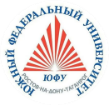 ЮЖНЫЙ ФЕДЕРАЛЬНЫЙ УНИВЕРСИТЕТ
ЮФУ
РОСТОВ-НА-ДОНУ-ТАГАНРОГ